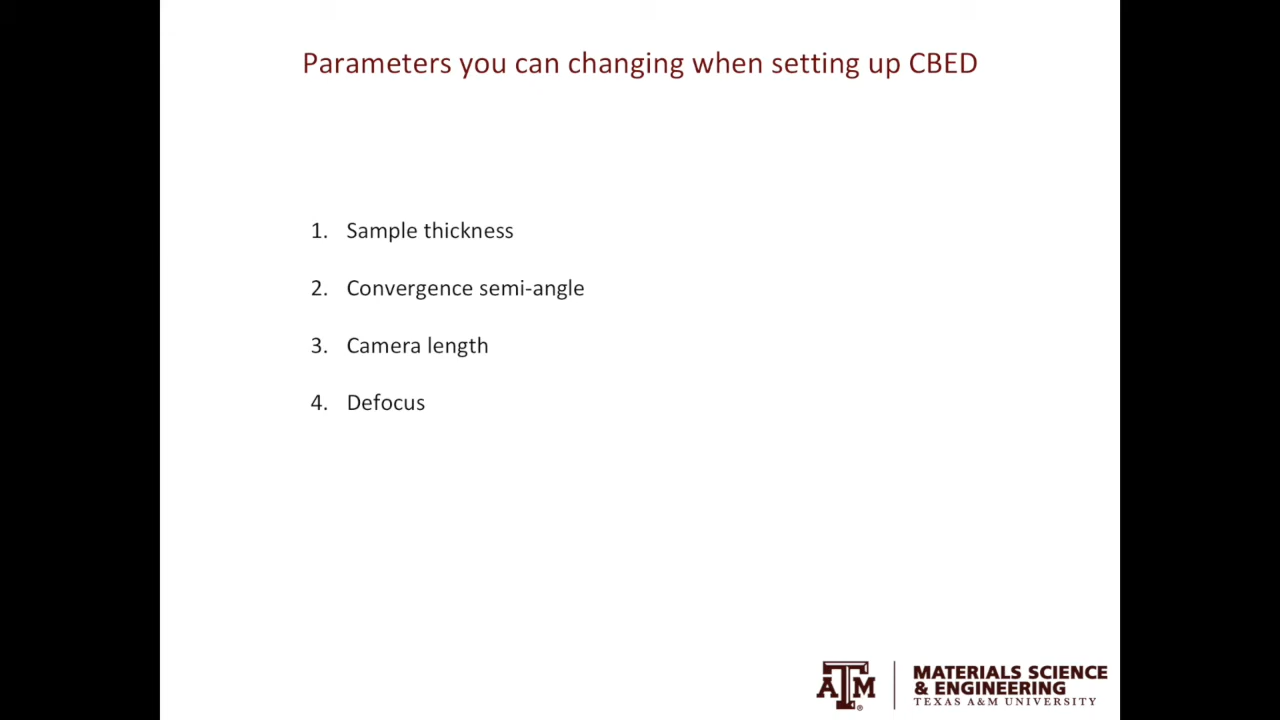 Parameters you can changing when setting up CBED
1. Sample thickness
2. Convergence semi-angle
3. Camera length
4. Defocus
ATM
®
MATERIALS SCIENCE
& ENGINEERING
TEXAS A&M UNIVERSITY